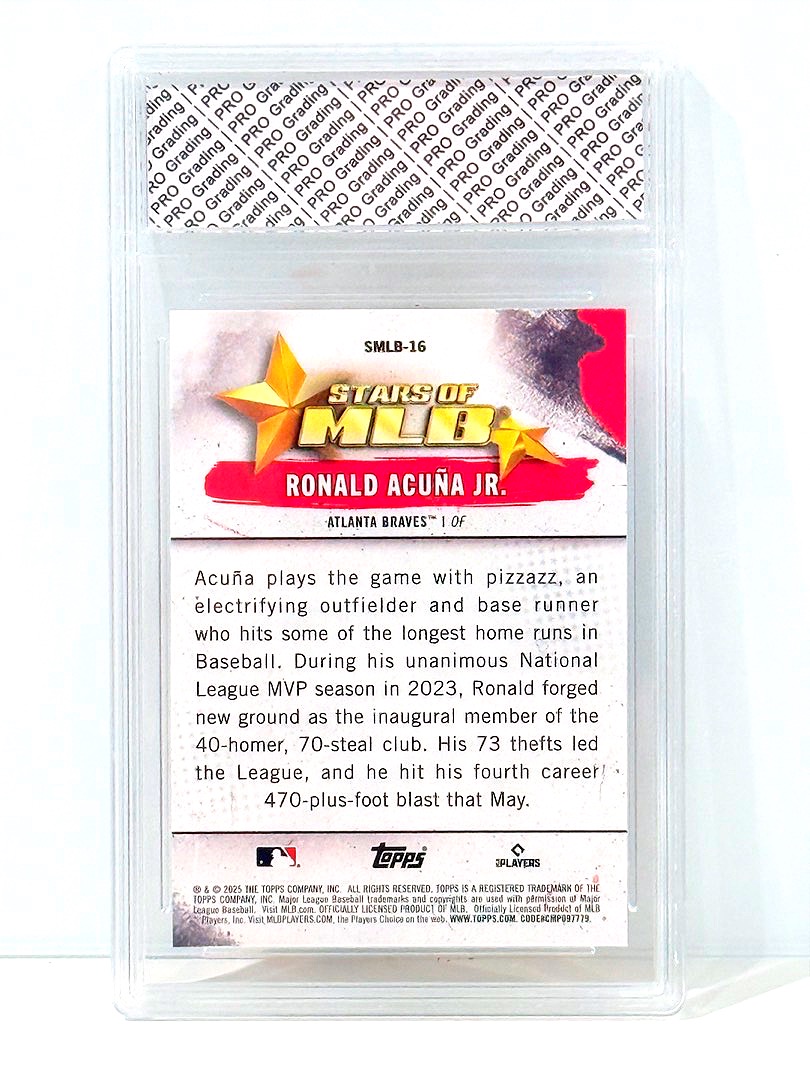 PRO Grading
SMLB-16
STARS OF
MLB
RONALD ACUÑA JR.
ATLANTA BRAVES™ | OF
Acuña plays the game with pizzazz, an
electrifying outfielder and base runner
who hits some of the longest home runs in
Baseball. During his unanimous National
League MVP season in 2023, Ronald forged
new ground as the inaugural member of the
40-homer, 70-steal club. His 73 thefts led
the League, and he hit his fourth career
470-plus-foot blast that May.
Topps
PLAYERS
® & © 2025 THE TOPPS COMPANY, INC. ALL RIGHTS RESERVED. TOPPS IS A REGISTERED TRADEMARK OF THE
TOPPS COMPANY, INC. Major League Baseball trademarks and copyrights are used with permission of Major
League Baseball. Visit MLB.com. OFFICIALLY LICENSED PRODUCT OF MLB. Officially Licensed Product of MLB
Players, Inc. Visit MLBPLAYERS.COM, the Players Choice on the web. WWW.TOPPS.COM. CODE#CMP097779.